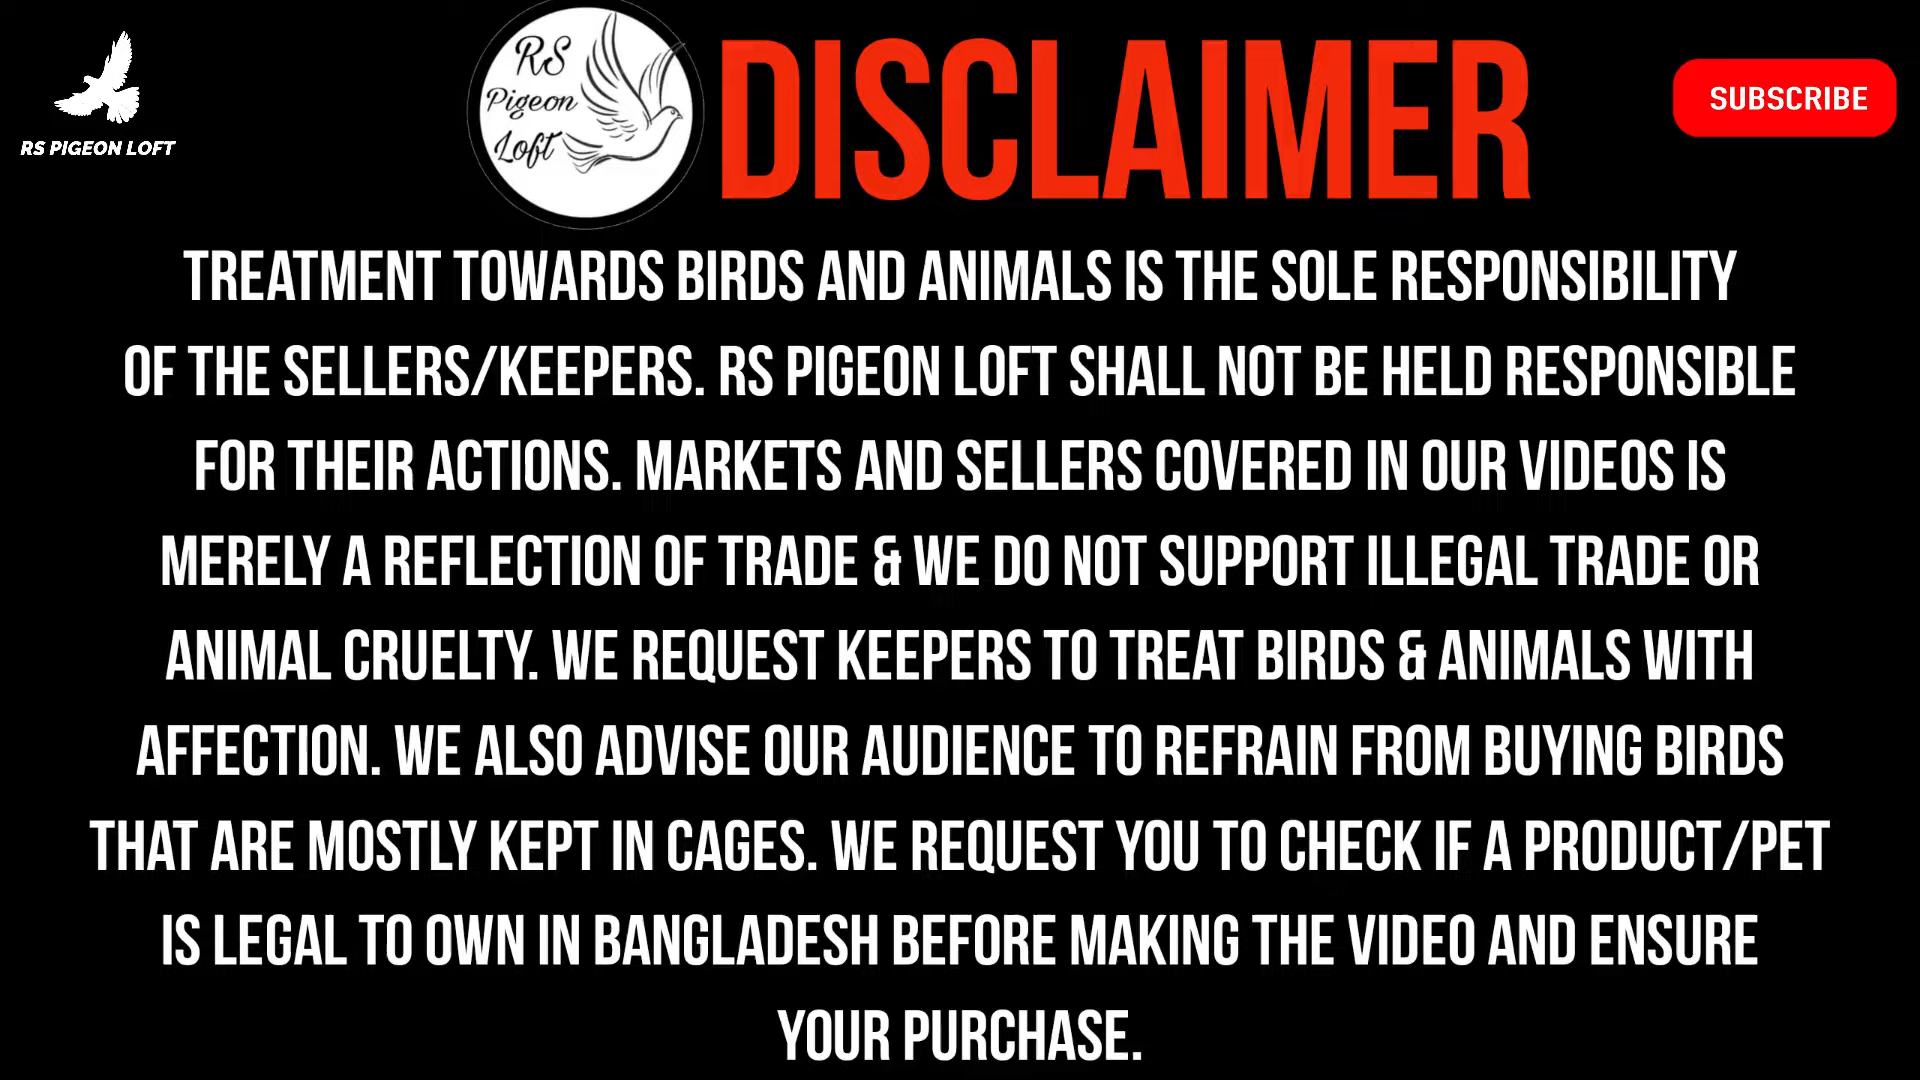 RS
Pigeon
Loft
DISCLAIMER
SUBSCRIBE
RS PIGEON LOFT
TREATMENT TOWARDS BIRDS AND ANIMALS IS THE SOLE RESPONSIBILITY
OF THE SELLERS/KEEPERS. RS PIGEON LOFT SHALL NOT BE HELD RESPONSIBLE
FOR THEIR ACTIONS. MARKETS AND SELLERS COVERED IN OUR VIDEOS IS
MERELY A REFLECTION OF TRADE & WE DO NOT SUPPORT ILLEGAL TRADE OR
ANIMAL CRUELTY. WE REQUEST KEEPERS TO TREAT BIRDS & ANIMALS WITH
AFFECTION. WE ALSO ADVISE OUR AUDIENCE TO REFRAIN FROM BUYING BIRDS
THAT ARE MOSTLY KEPT IN CAGES. WE REQUEST YOU TO CHECK IF A PRODUCT/PET
IS LEGAL TO OWN IN BANGLADESH BEFORE MAKING THE VIDEO AND ENSURE
YOUR PURCHASE.